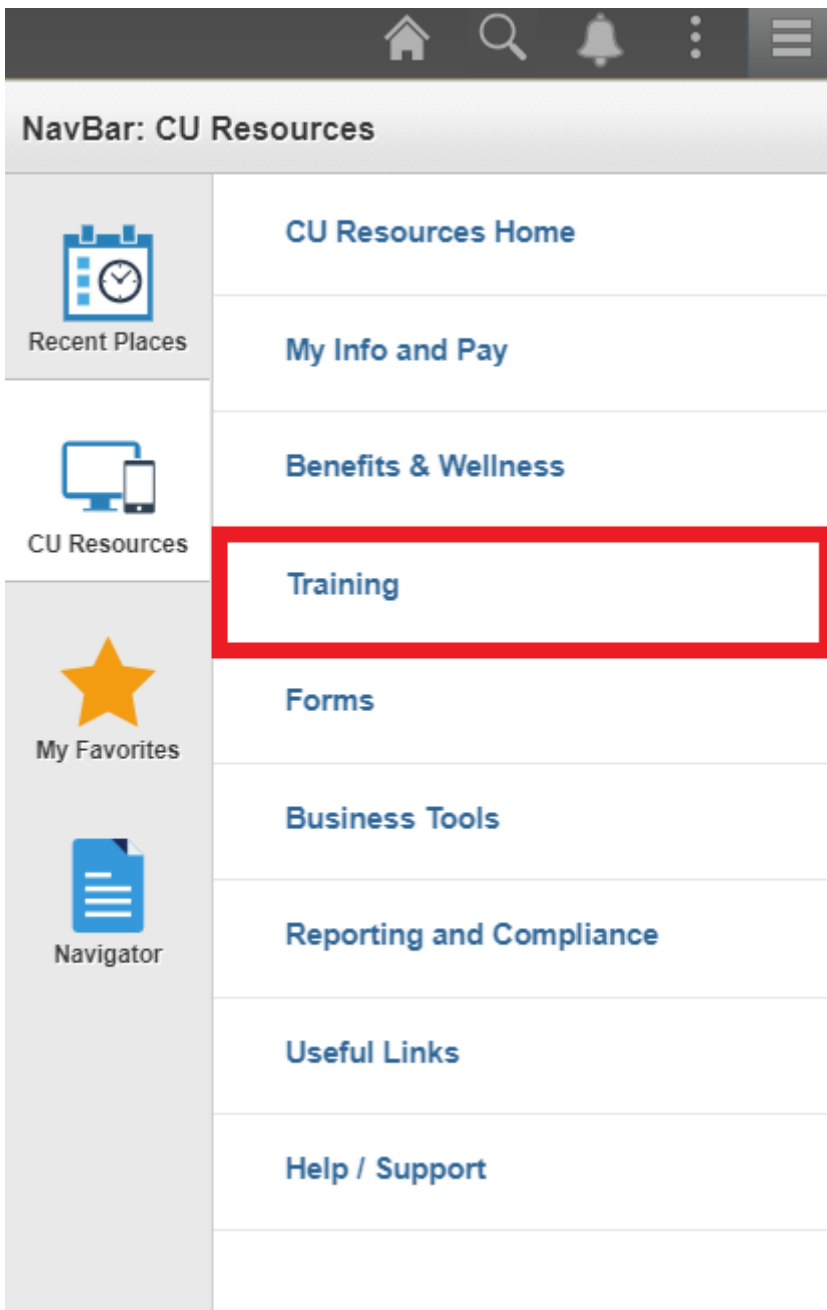 NavBar: CU Resources
Recent Places
CU Resources
My Favorites
Navigator
CU Resources Home
My Info and Pay
Benefits & Wellness
Training
Forms
Business Tools
Reporting and Compliance
Useful Links
Help / Support